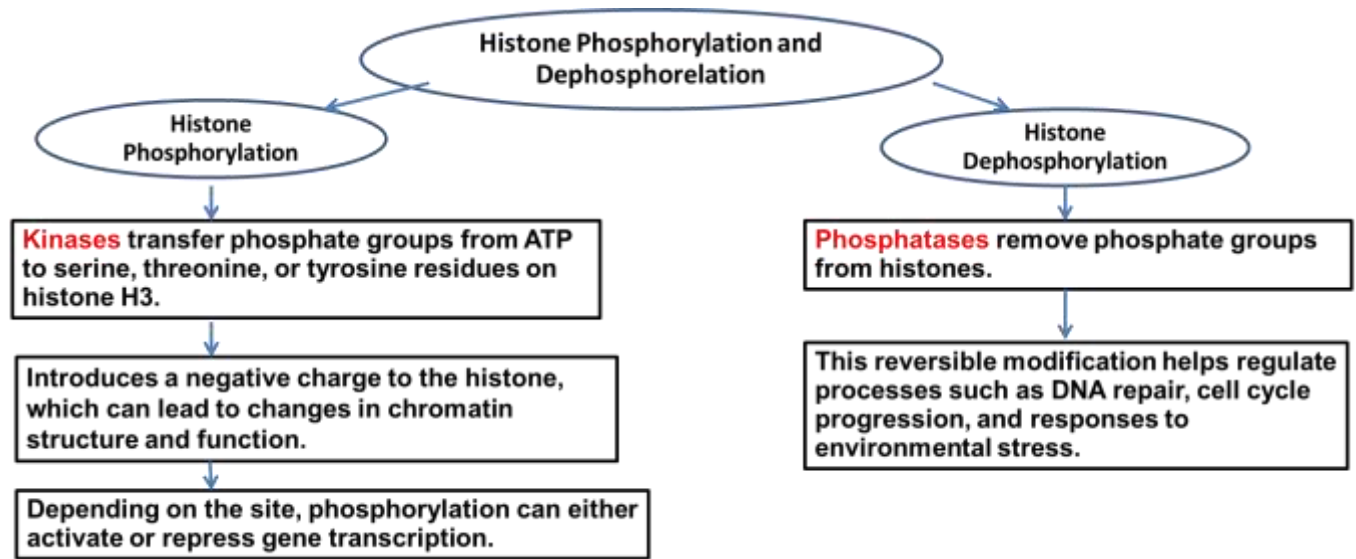 Histone Phosphorylation and
Dephosphorelation
Histone
Phosphorylation
Kinases transfer phosphate groups from ATP
to serine, threonine, or tyrosine residues on
histone H3.
Introduces a negative charge to the histone,
which can lead to changes in chromatin
structure and function.
Depending on the site, phosphorylation can either
activate or repress gene transcription.
Histone
Dephosphorylation
Phosphatases remove phosphate groups
from histones.
This reversible modification helps regulate
processes such as DNA repair, cell cycle
progression, and responses to
environmental stress.